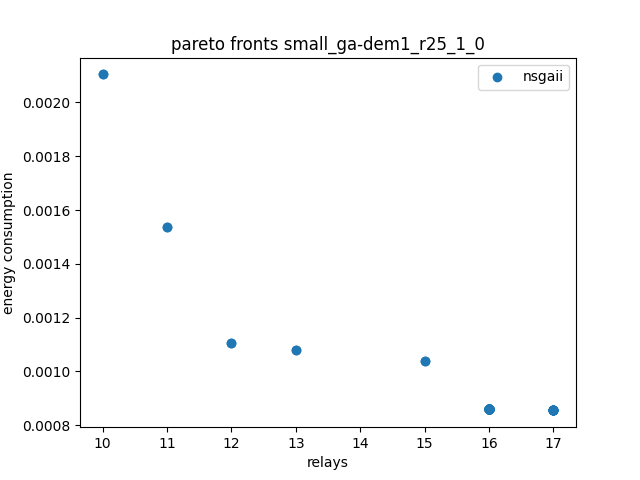 pareto fronts small_ga-dem1_r25_1_0
nsgaii
energy consumption
0.0020
0.0018
0.0016
0.0014
0.0012
0.0010
0.0008
10 11 12 13 14 15 16 17
relays